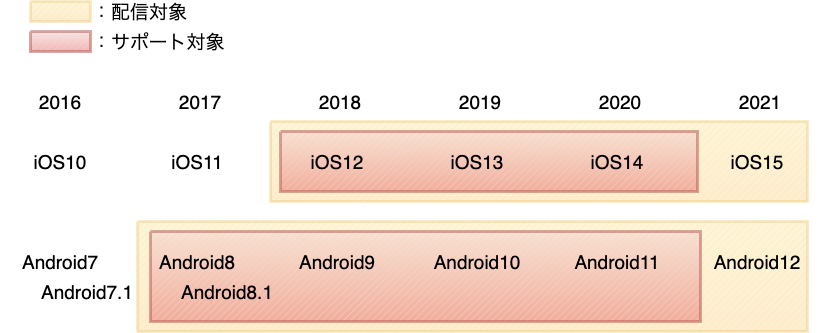 ：配信対象
：サポート対象
2016 2017 2018 2019 2020 2021
iOS10 iOS11 iOS12 iOS13 iOS14 iOS15
Android7 Android8 Android9 Android10 Android11 Android12
Android7.1 Android8.1